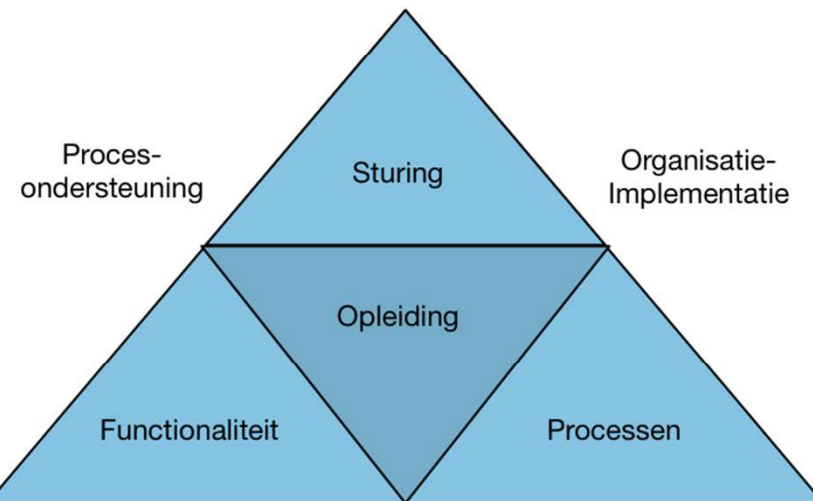 Proces-
ondersteuning
Sturing
Organisatie-
Implementatie
Opleiding
Functionaliteit
Processen